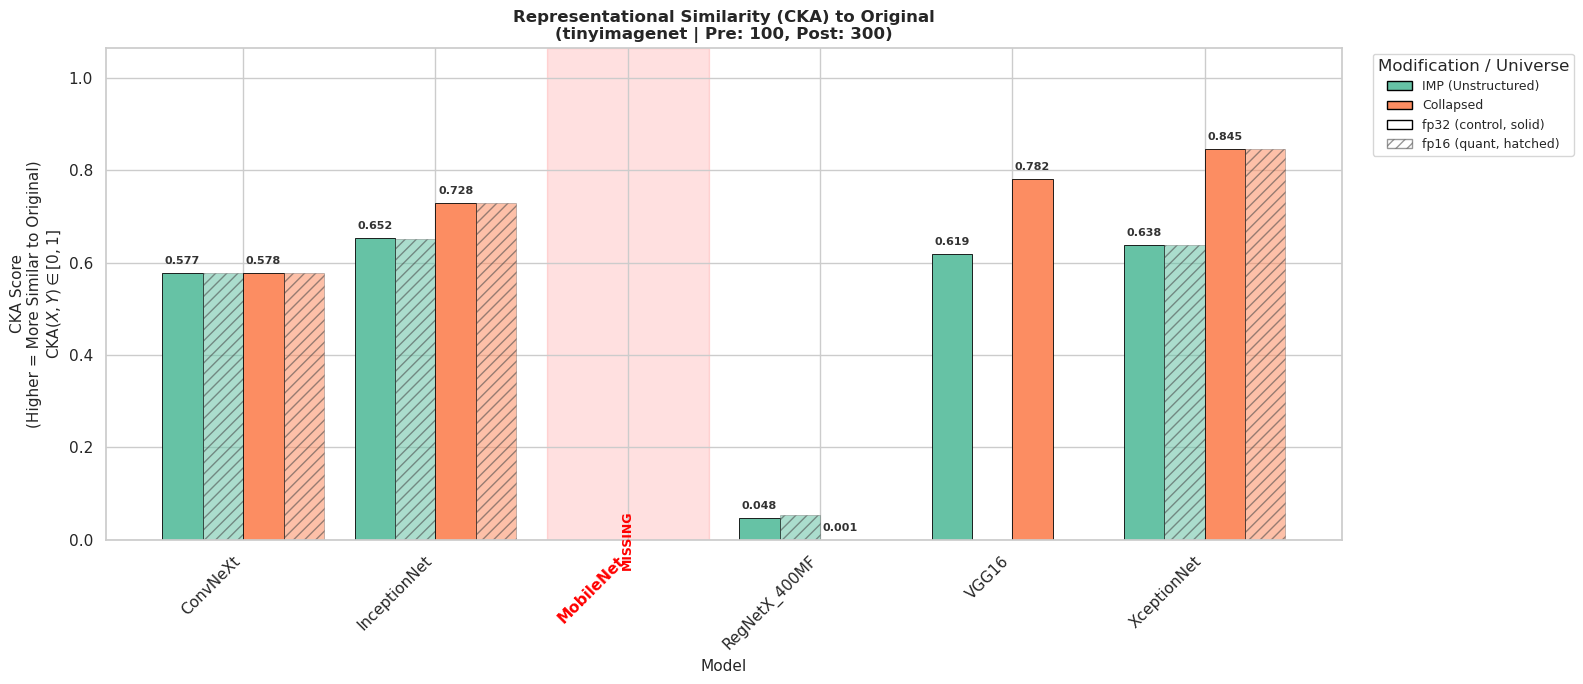 Representational Similarity (CKA) to Original
(tinyimagenet | Pre: 100, Post: 300)
CKA Score
(Higher = More Similar to Original)
CKA(X, Y) ∈ [0, 1]
1.0
0.8
0.6
0.4
0.2
0.0
0.577
0.578
0.652
0.728
MISSING
0.048
0.001
0.619
0.782
0.638
0.845
ConvNeXt
InceptionNet
MobileNet
RegNetX_400MF
VGG16
XceptionNet
Model
Modification / Universe
IMP (Unstructured)
Collapsed
fp32 (control, solid)
fp16 (quant, hatched)